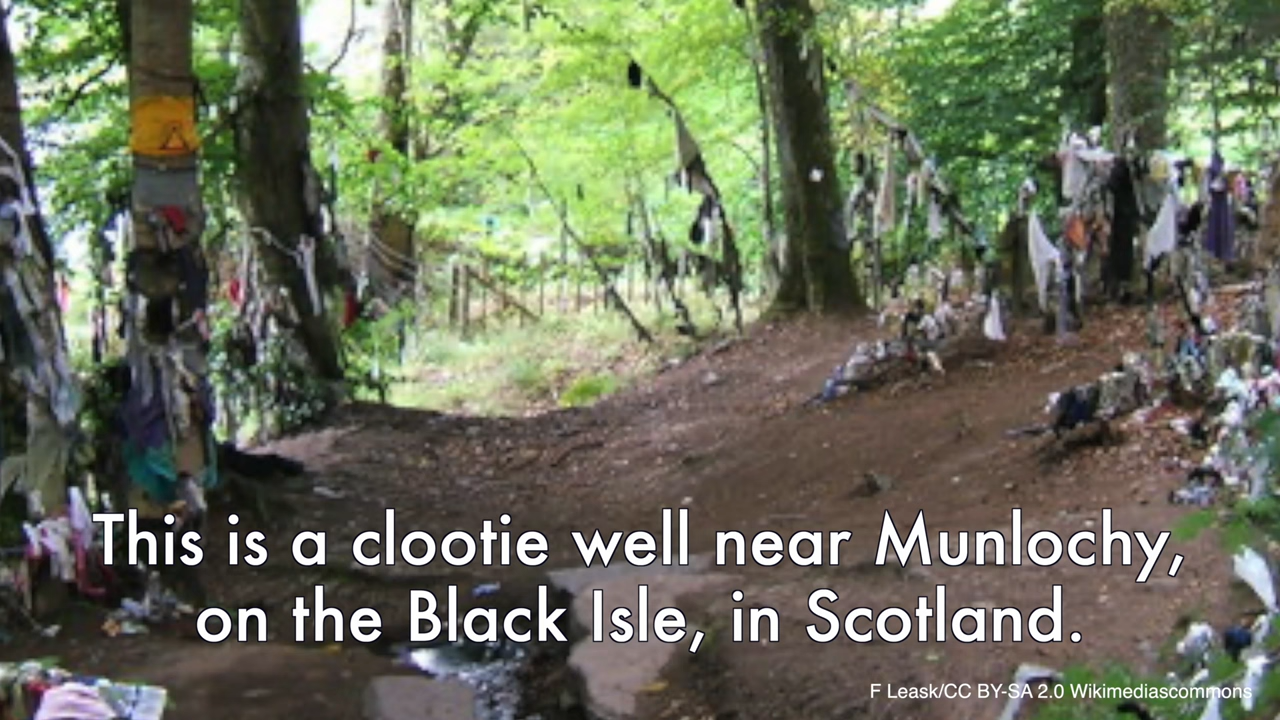 This is a clootie well near Munlochy,
on the Black Isle, in Scotland.
F Leask/CC BY-SA 2.0 Wikimediascommons